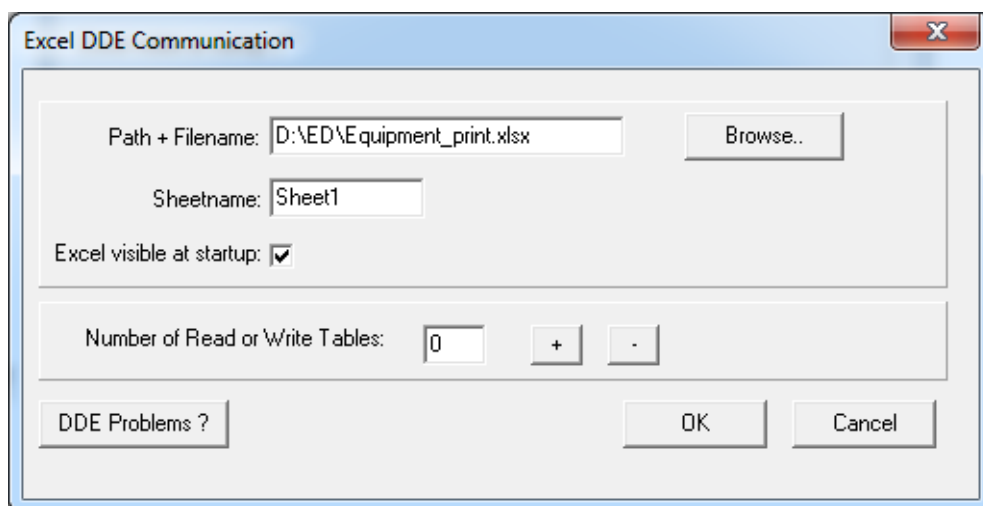 Excel DDE Communication
Path + Filename: D:\ED\Equipment_print.xlsx Browse..
Sheetname: Sheet1
Excel visible at startup:
Number of Read or Write Tables: 0 + -
DDE Problems ? OK Cancel